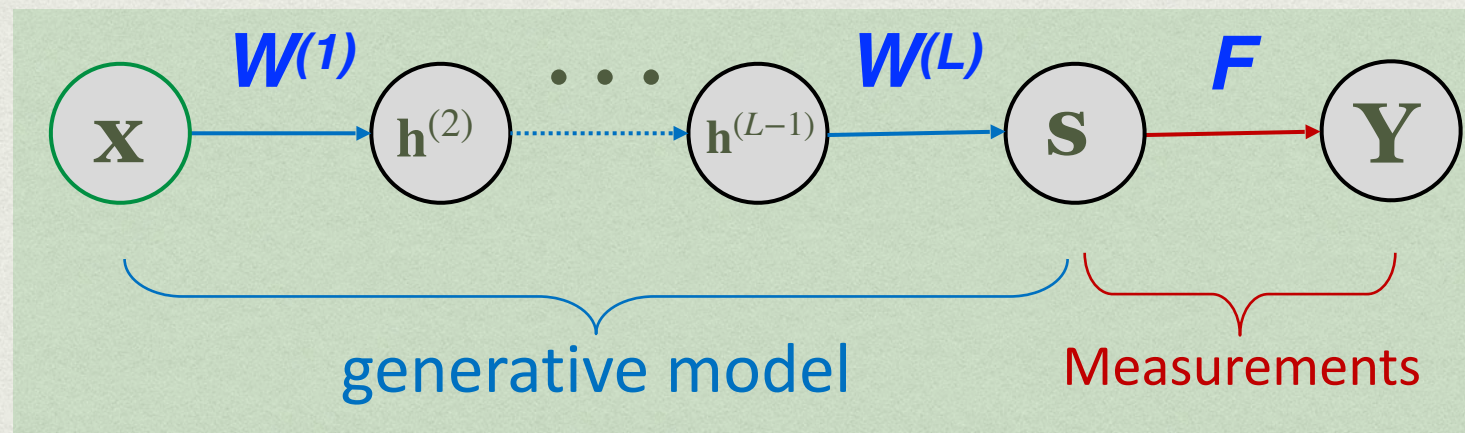 W(1) • • • W(L) F
x h(2) h(L−1) s Y
generative model Measurements